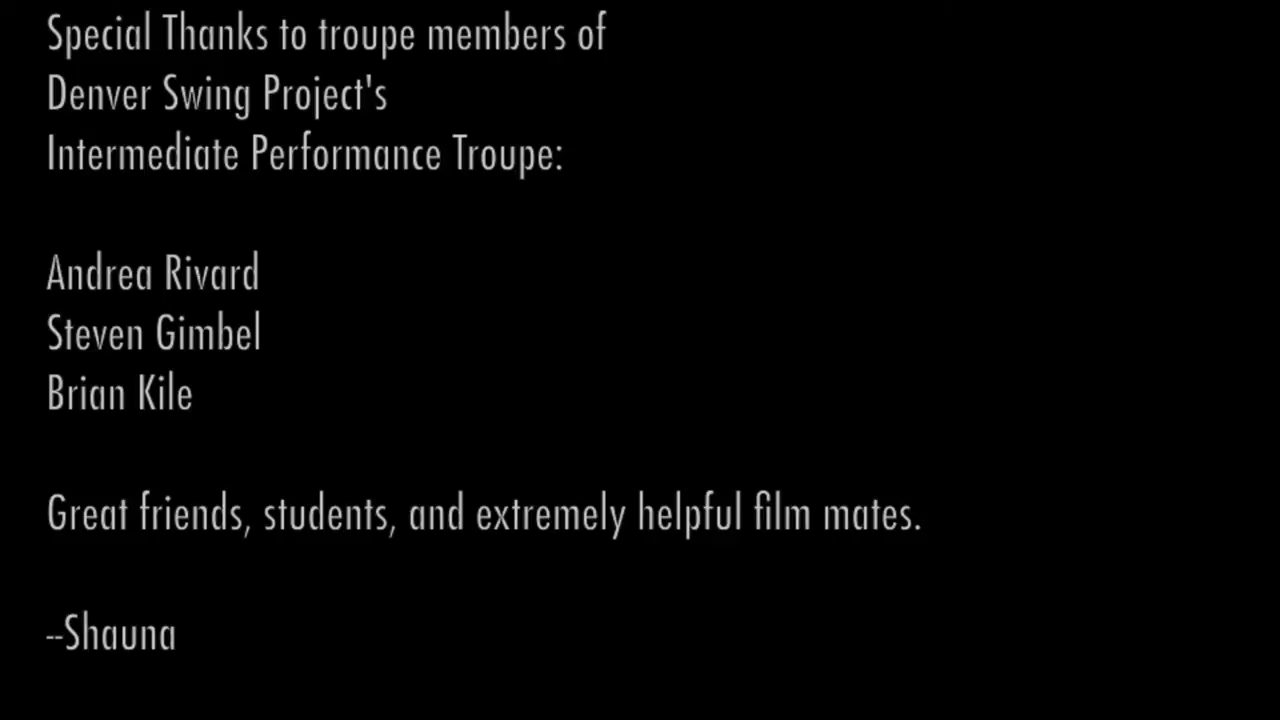 Special Thanks to troupe members of
Denver Swing Project's
Intermediate Performance Troupe:
Andrea Rivard
Steven Gimbel
Brian Kile
Great friends, students, and extremely helpful film mates.
--Shauna